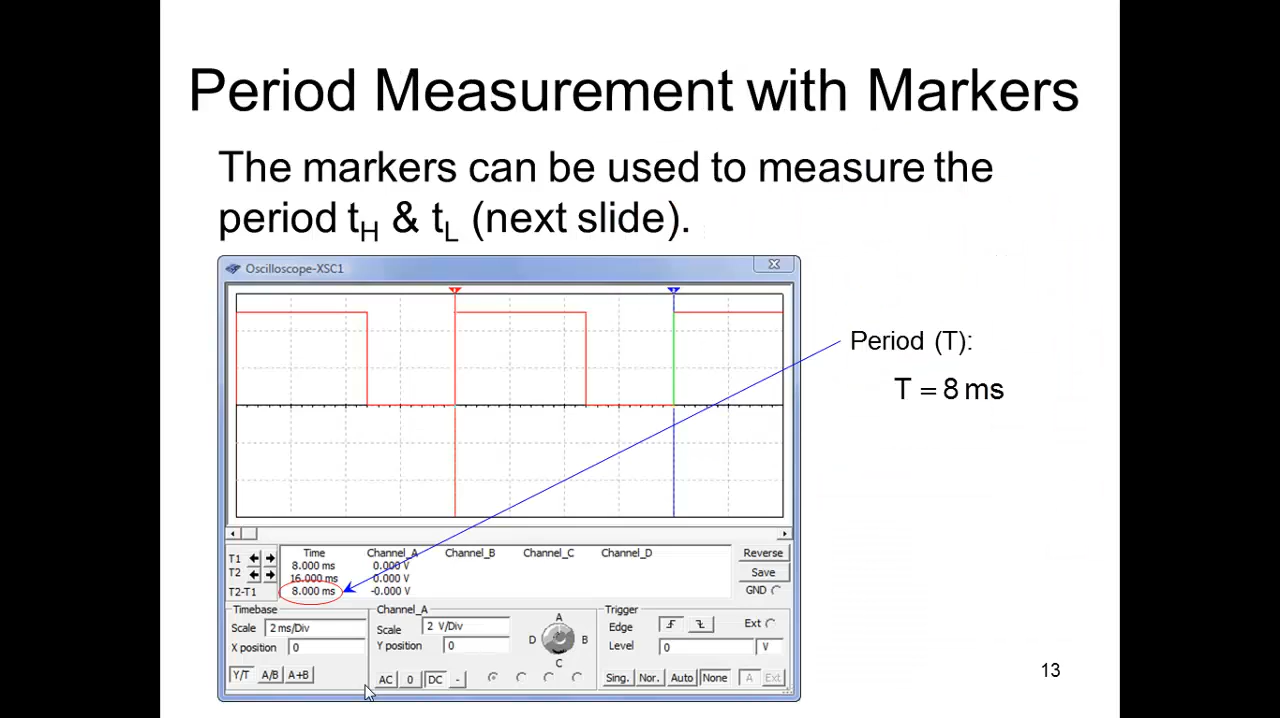 Period Measurement with Markers
The markers can be used to measure the
period tH & tL (next slide).
Oscilloscope-XSC1
Period (T):
T = 8 ms
Time Channel_A Channel_B Channel_C Channel_D
T1 8.000 ms 0.000 V
T2 16.000 ms 0.000 V
T2-T1 8.000 ms -0.000 V
Reverse
Save
GND
Timebase
Scale 2 ms/Div
X position 0
Y/T A/B A+B
Channel_A
Scale 2 V/Div
Y position 0
AC 0 DC -
A
D B
C
Trigger
Edge Ext
Level 0 V
Sing. Nor. Auto None A Ext
13